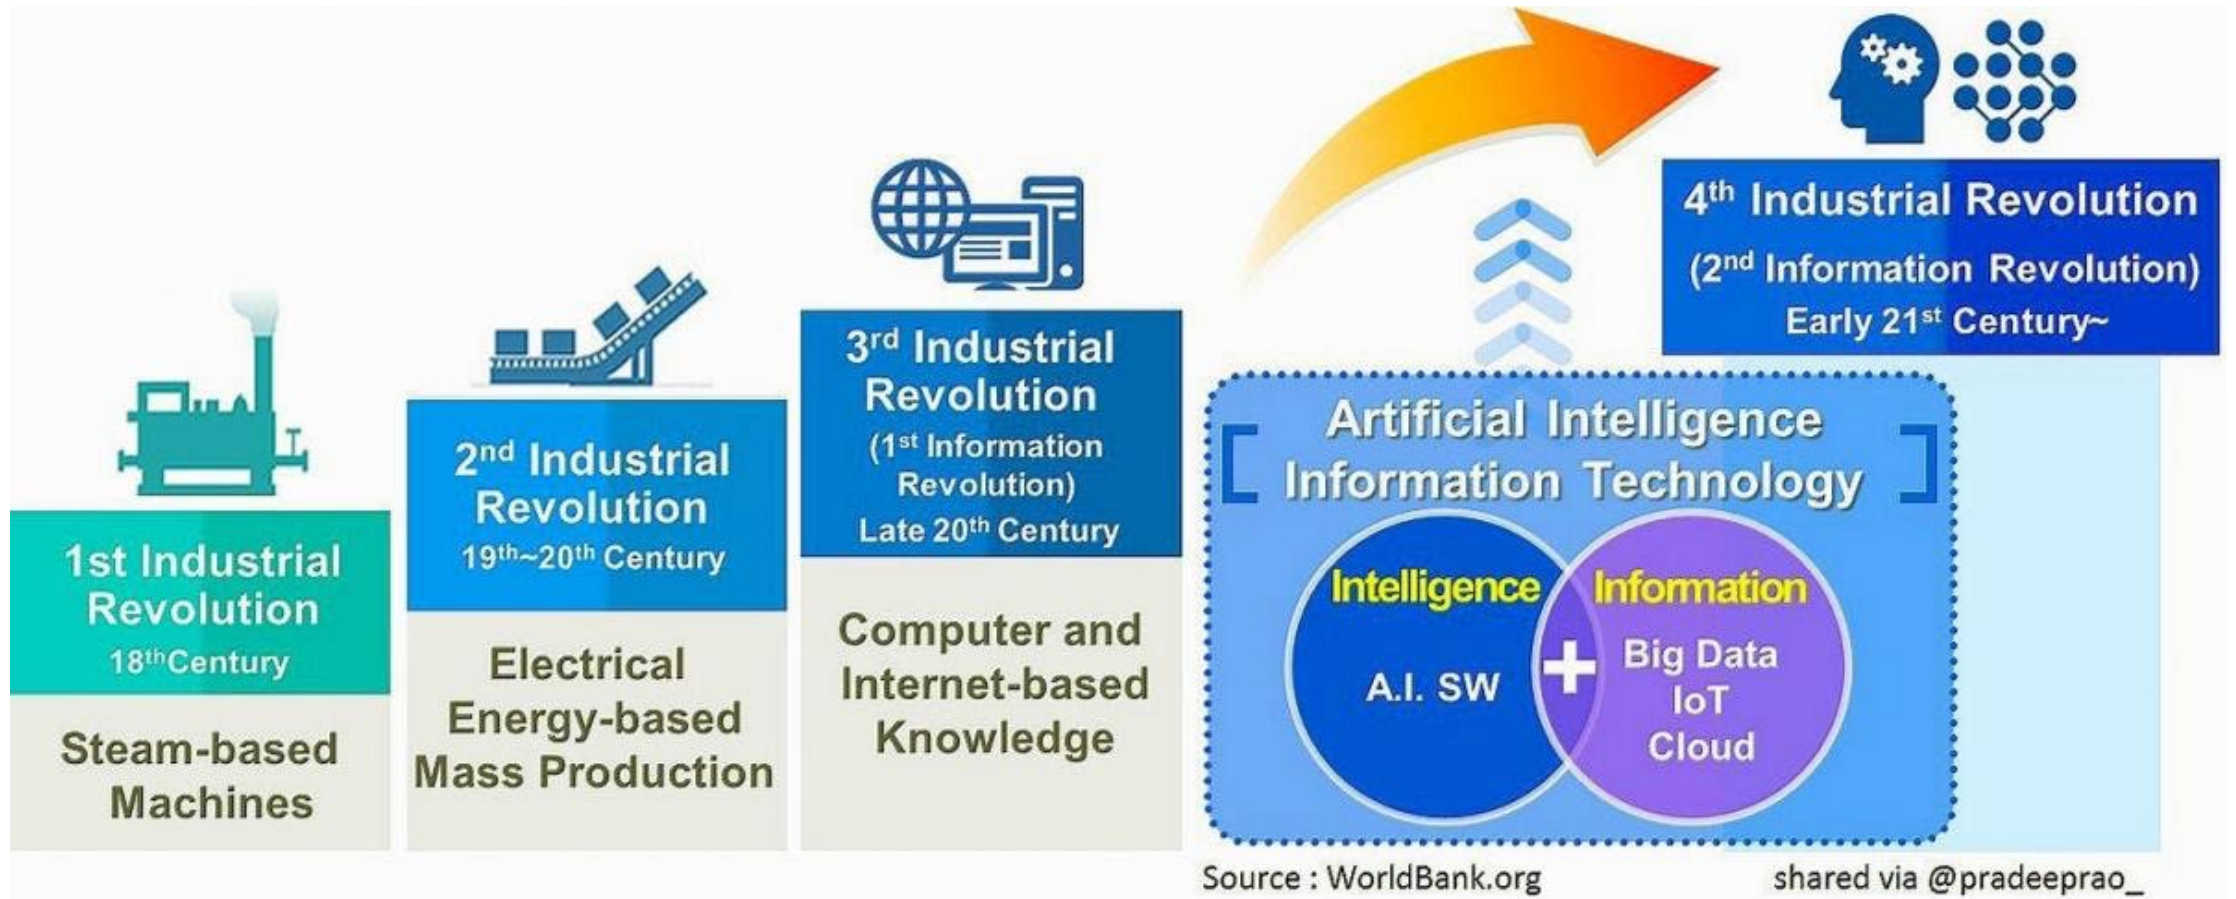 1st Industrial
Revolution
18th Century
Steam-based
Machines
2nd Industrial
Revolution
19th~20th Century
Electrical
Energy-based
Mass Production
3rd Industrial
Revolution
(1st Information
Revolution)
Late 20th Century
Computer and
Internet-based
Knowledge
4th Industrial Revolution
(2nd Information Revolution)
Early 21st Century~
Artificial Intelligence
Information Technology
Intelligence
A.I. SW
+
Information
Big Data
IoT
Cloud
Source : WorldBank.org
shared via @pradeeprao_